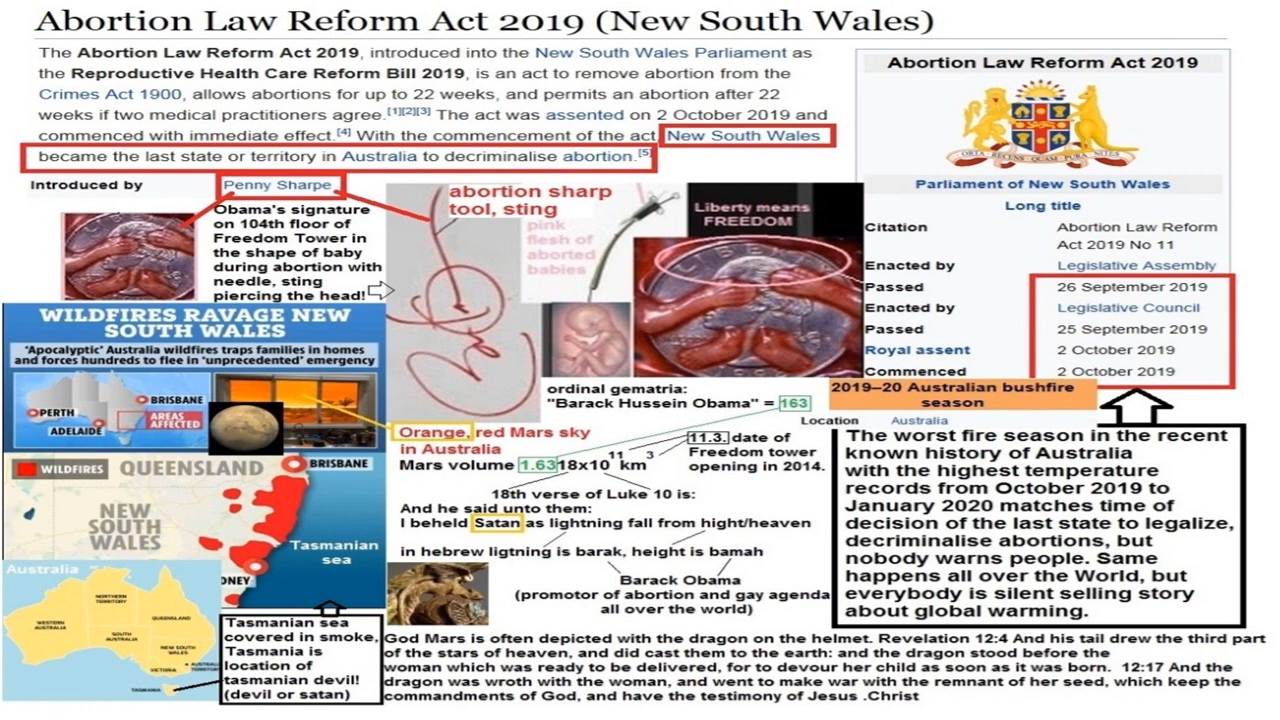 Abortion Law Reform Act 2019 (New South Wales)
The Abortion Law Reform Act 2019, introduced into the New South Wales Parliament as
the Reproductive Health Care Reform Bill 2019, is an act to remove abortion from the
Crimes Act 1900, allows abortions for up to 22 weeks, and permits an abortion after 22
weeks if two medical practitioners agree.[1][2][3] The act was assented on 2 October 2019 and
commenced with immediate effect.[4] With the commencement of the act New South Wales
became the last state or territory in Australia to decriminalise abortion.[5]
Introduced by Penny Sharpe
Obama's signature
on 104th floor of
Freedom Tower in
the shape of baby
during abortion with
needle, sting
piercing the head!
abortion sharp
tool, sting
pink
flesh of
aborted
babies
Liberty means
FREEDOM
Abortion Law Reform Act 2019
ORTA RECENS QUAM PURA NITES
Parliament of New South Wales
Long title
Citation Abortion Law Reform
Act 2019 No 11
Enacted by Legislative Assembly
Passed 26 September 2019
Enacted by Legislative Council
Passed 25 September 2019
Royal assent 2 October 2019
Commenced 2 October 2019
WILDFIRES RAVAGE NEW
SOUTH WALES
'Apocalyptic' Australia wildfires traps families in homes
and forces hundreds to flee in 'unprecedented' emergency
PERTH
BRISBANE
ADELAIDE
AREAS
AFFECTED
WILDFIRES
QUEENSLAND
BRISBANE
NEW
SOUTH
WALES
Tasmanian
sea
DNEY
Australia
NORTHERN
TERRITORY
WESTERN
AUSTRALIA
QUEENSLAND
SOUTH
AUSTRALIA
NEW SOUTH
WALES
VICTORIA
TASMANIA
Tasmanian sea
covered in smoke,
Tasmania is
location of
tasmanian devil!
(devil or satan)
ordinal gematria:
"Barack Hussein Obama" = 163
Orange, red Mars sky
in Australia
Mars volume 1.6318x10 11 km 3
11.3. date of
Freedom tower
opening in 2014.
18th verse of Luke 10 is:
And he said unto them:
I beheld Satan as lightning fall from hight/heaven
in hebrew ligtning is barak, height is bamah
Barack Obama
(promotor of abortion and gay agenda
all over the world)
2019–20 Australian bushfire
season
Location Australia
The worst fire season in the recent
known history of Australia
with the highest temperature
records from October 2019 to
January 2020 matches time of
decision of the last state to legalize,
decriminalise abortions, but
nobody warns people. Same
happens all over the World, but
everybody is silent selling story
about global warming.
God Mars is often depicted with the dragon on the helmet. Revelation 12:4 And his tail drew the third part
of the stars of heaven, and did cast them to the earth: and the dragon stood before the
woman which was ready to be delivered, for to devour her child as soon as it was born. 12:17 And the
dragon was wroth with the woman, and went to make war with the remnant of her seed, which keep the
commandments of God, and have the testimony of Jesus .Christ